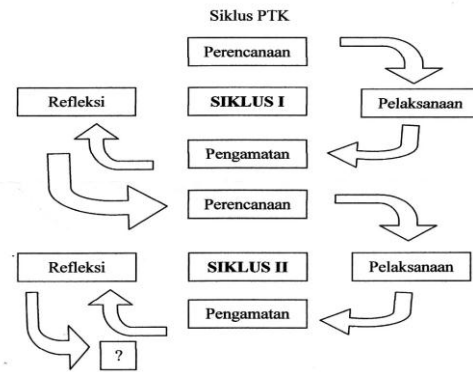 Siklus PTK
Perencanaan
Refleksi
SIKLUS I
Pelaksanaan
Pengamatan
Perencanaan
Refleksi
SIKLUS II
Pelaksanaan
Pengamatan
?